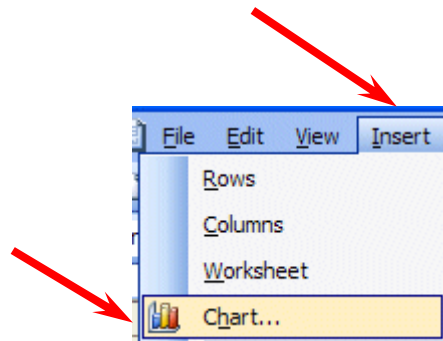 File Edit View Insert
Rows
Columns
Worksheet
Chart...